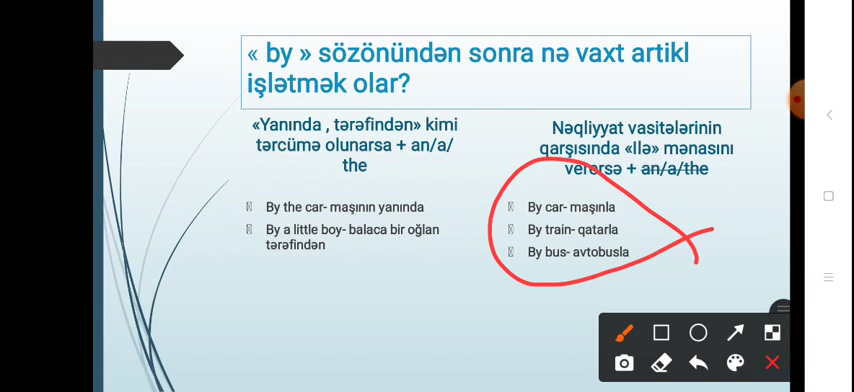 « by » sözönündən sonra nə vaxt artikl
işlətmək olar?
«Yanında , tərəfindən» kimi
tərcümə olunarsa + an/a/
the
By the car- maşının yanında
By a little boy- balaca bir oğlan
tərəfindən
Nəqliyyat vasitələrinin
qarşısında «Ilə» mənasını
verərsə + an/a/the
By car- maşınla
By train- qatarla
By bus- avtobusla